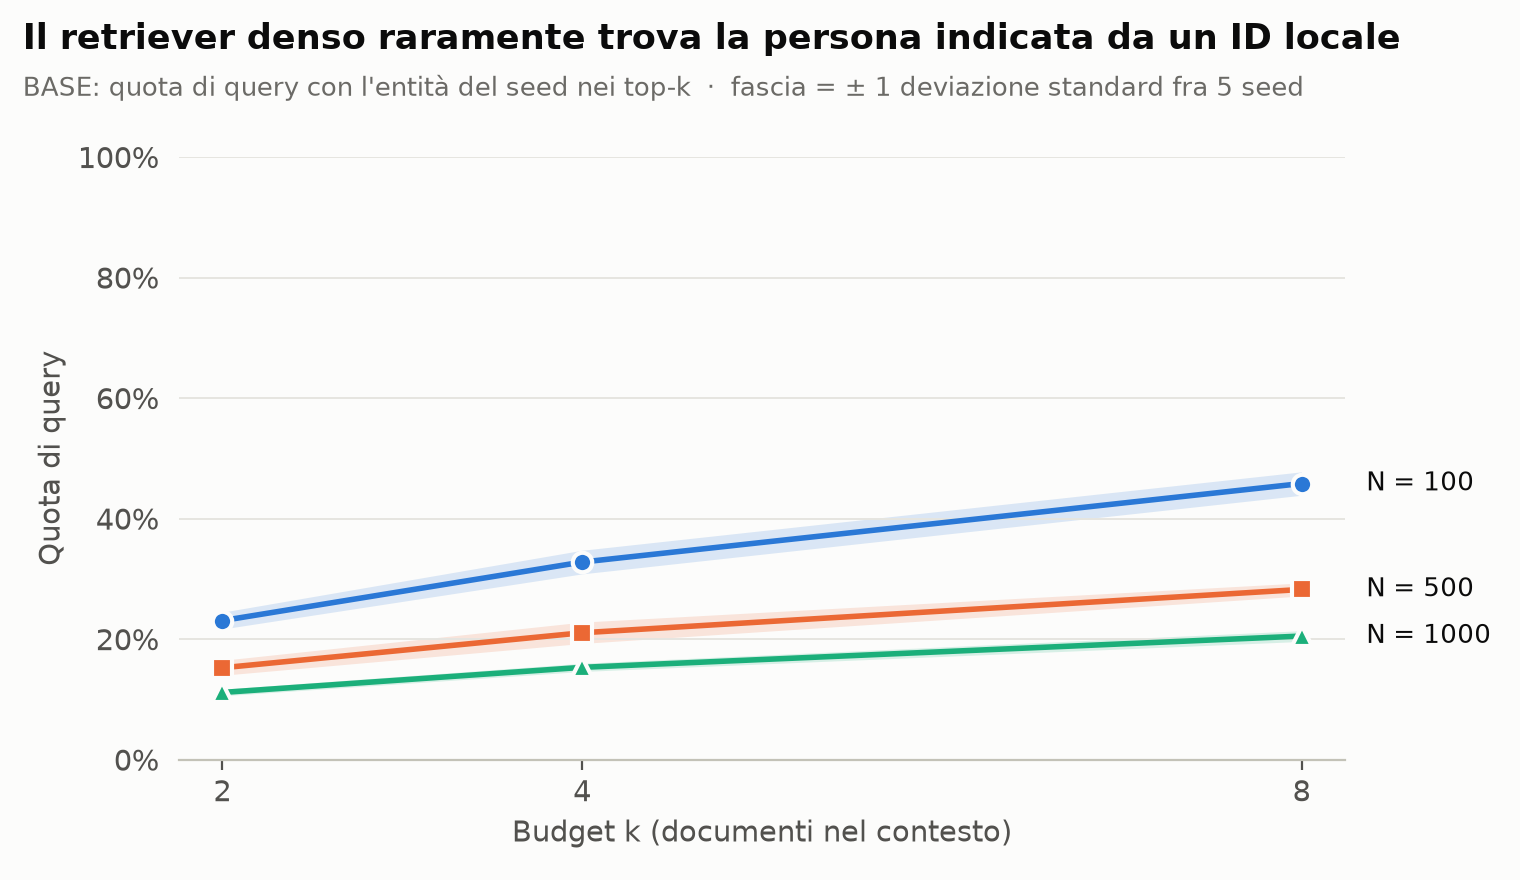 Il retriever denso raramente trova la persona indicata da un ID locale
BASE: quota di query con l'entità del seed nei top-k · fascia = ± 1 deviazione standard fra 5 seed
100%
80%
60%
40%
20%
0%
Quota di query
N = 100
N = 500
N = 1000
2 4 8
Budget k (documenti nel contesto)